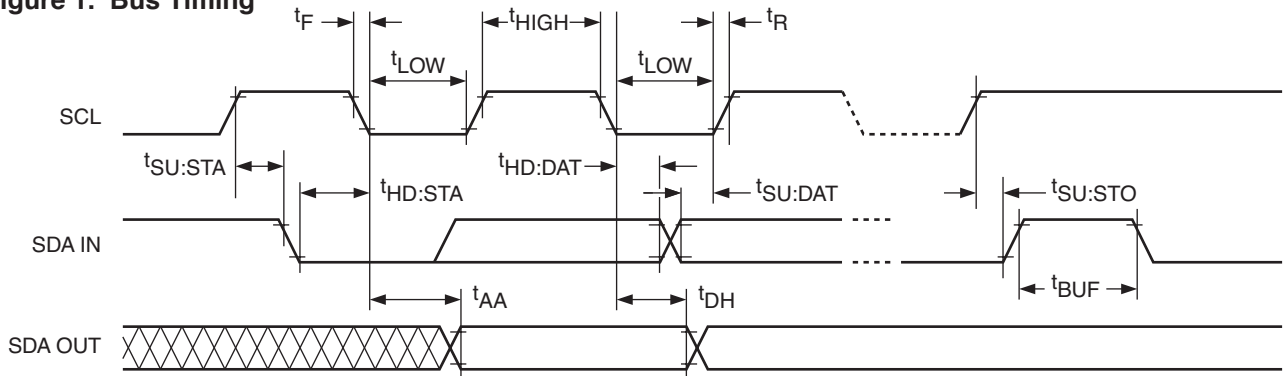 igure 1. Bus Timing
tF
tHIGH
tR
tLOW
tLOW
SCL
tSU:STA
tHD:STA
tHD:DAT
tSU:DAT
tSU:STO
SDA IN
tAA
tDH
tBUF
SDA OUT